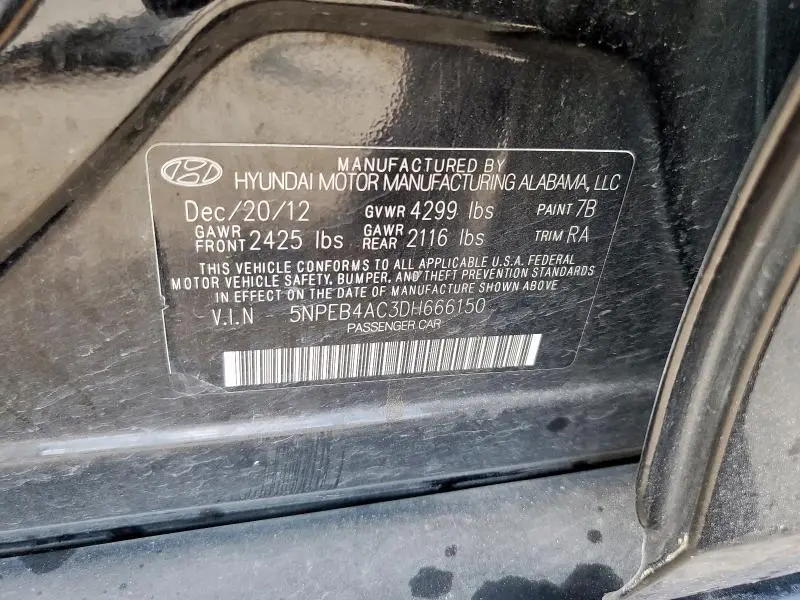 MANUFACTURED BY
HYUNDAI MOTOR MANUFACTURING ALABAMA, LLC
Dec/20/12 GVWR 4299 lbs PAINT 7B
GAWR FRONT 2425 lbs GAWR REAR 2116 lbs TRIM RA
THIS VEHICLE CONFORMS TO ALL APPLICABLE U.S.A. FEDERAL
MOTOR VEHICLE SAFETY, BUMPER, AND THEFT PREVENTION STANDARDS
IN EFFECT ON THE DATE OF MANUFACTURE SHOWN ABOVE
V.I.N 5NPEB4AC3DH666150
PASSENGER CAR